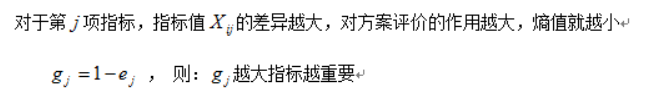 对于第 j 项指标，指标值 X_{ij} 的差异越大，对方案评价的作用越大，熵值就越小↵
g_j = 1 − e_j ， 则：g_j 越大指标越重要↵